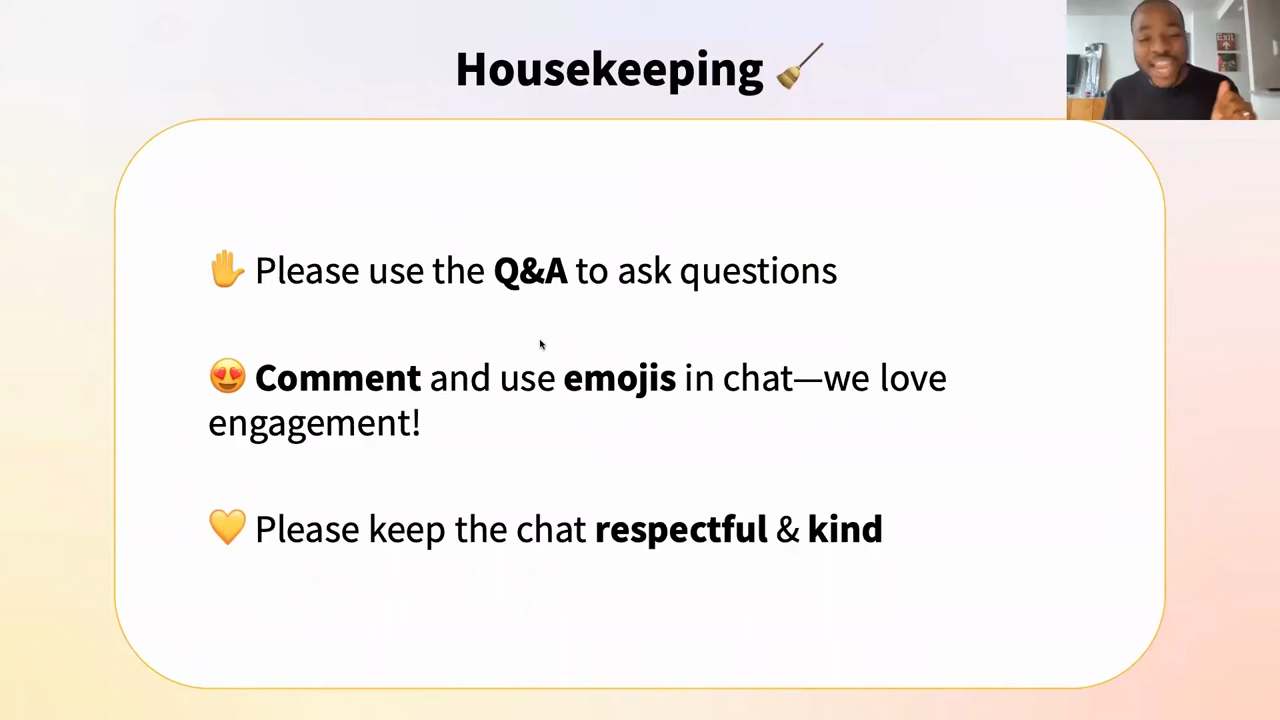 Housekeeping 🧹
Exit
✋ Please use the Q&A to ask questions
😍 Comment and use emojis in chat—we love
engagement!
💛 Please keep the chat respectful & kind